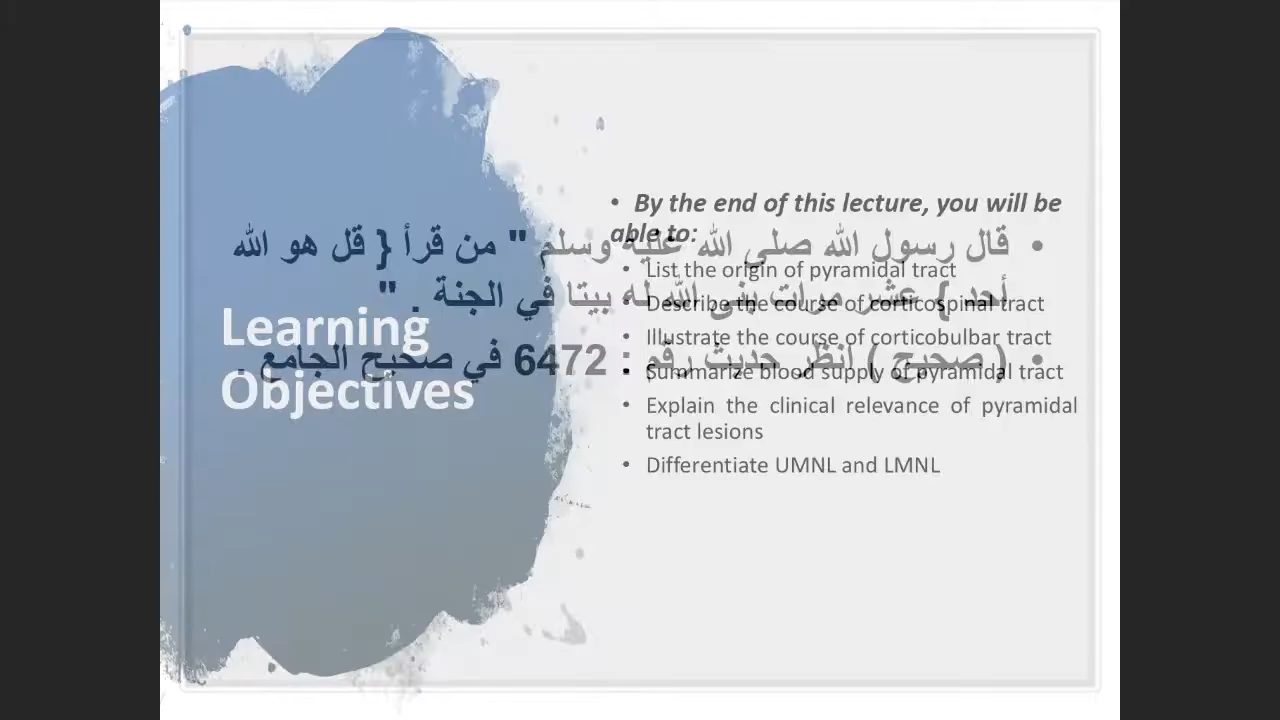 Learning
Objectives
• By the end of this lecture, you will be
able to:
• List the origin of pyramidal tract
• Describe the course of corticospinal tract
• Illustrate the course of corticobulbar tract
• Summarize blood supply of pyramidal tract
• Explain the clinical relevance of pyramidal
tract lesions
• Differentiate UMNL and LMNL
• قال رسول الله صلى الله عليه وسلم " من قرأ { قل هو الله
أحد } عشر مرات بنى الله له بيتا في الجنة . "
• ( صحيح ) انظر حديث رقم : 6472 في صحيح الجامع .